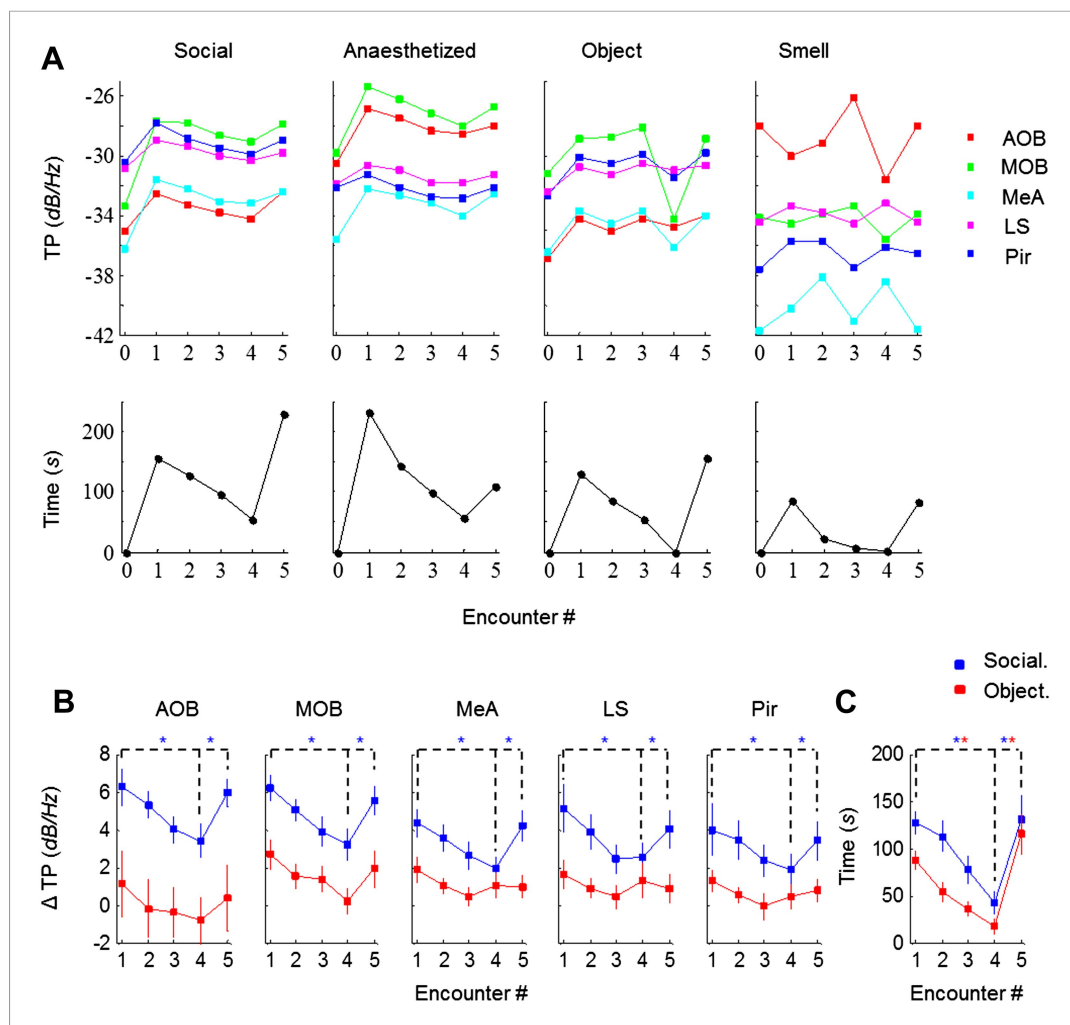 A
Social Anaesthetized Object Smell
TP (dB/Hz)
-26
-30
-34
-38
-42
0 1 2 3 4 5 0 1 2 3 4 5 0 1 2 3 4 5 0 1 2 3 4 5
AOB
MOB
MeA
LS
Pir
Time (s)
200
100
0
0 1 2 3 4 5 0 1 2 3 4 5 0 1 2 3 4 5 0 1 2 3 4 5
Encounter #
Social.
Object.
B
AOB MOB MeA LS Pir
* * * * * * * * * *
Δ TP (dB/Hz)
8
6
4
2
0
-2
1 2 3 4 5 1 2 3 4 5 1 2 3 4 5 1 2 3 4 5 1 2 3 4 5
Encounter #
C
** **
Time (s)
200
150
100
50
0
1 2 3 4 5
Encounter #